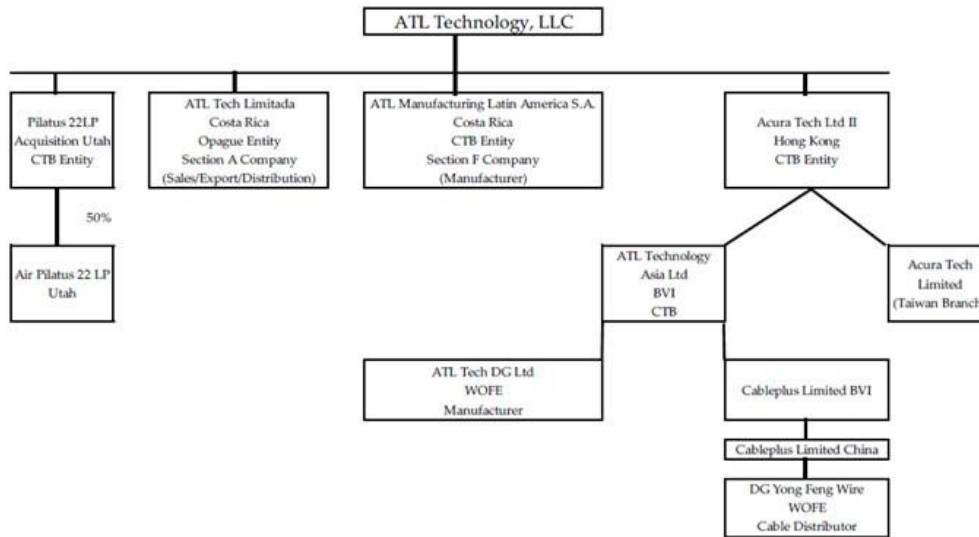 ATL Technology, LLC
Pilatus 22LP
Acquisition Utah
CTB Entity
ATL Tech Limitada
Costa Rica
Opague Entity
Section A Company
(Sales/Export/Distribution)
ATL Manufacturing Latin America S.A.
Costa Rica
CTB Entity
Section F Company
(Manufacturer)
Acura Tech Ltd II
Hong Kong
CTB Entity
50%
Air Pilatus 22 LP
Utah
ATL Technology
Asia Ltd
BVI
CTB
Acura Tech
Limited
(Taiwan Branch
ATL Tech DG Ltd
WOFE
Manufacturer
Cableplus Limited BVI
Cableplus Limited China
DG Yong Feng Wire
WOFE
Cable Distributor